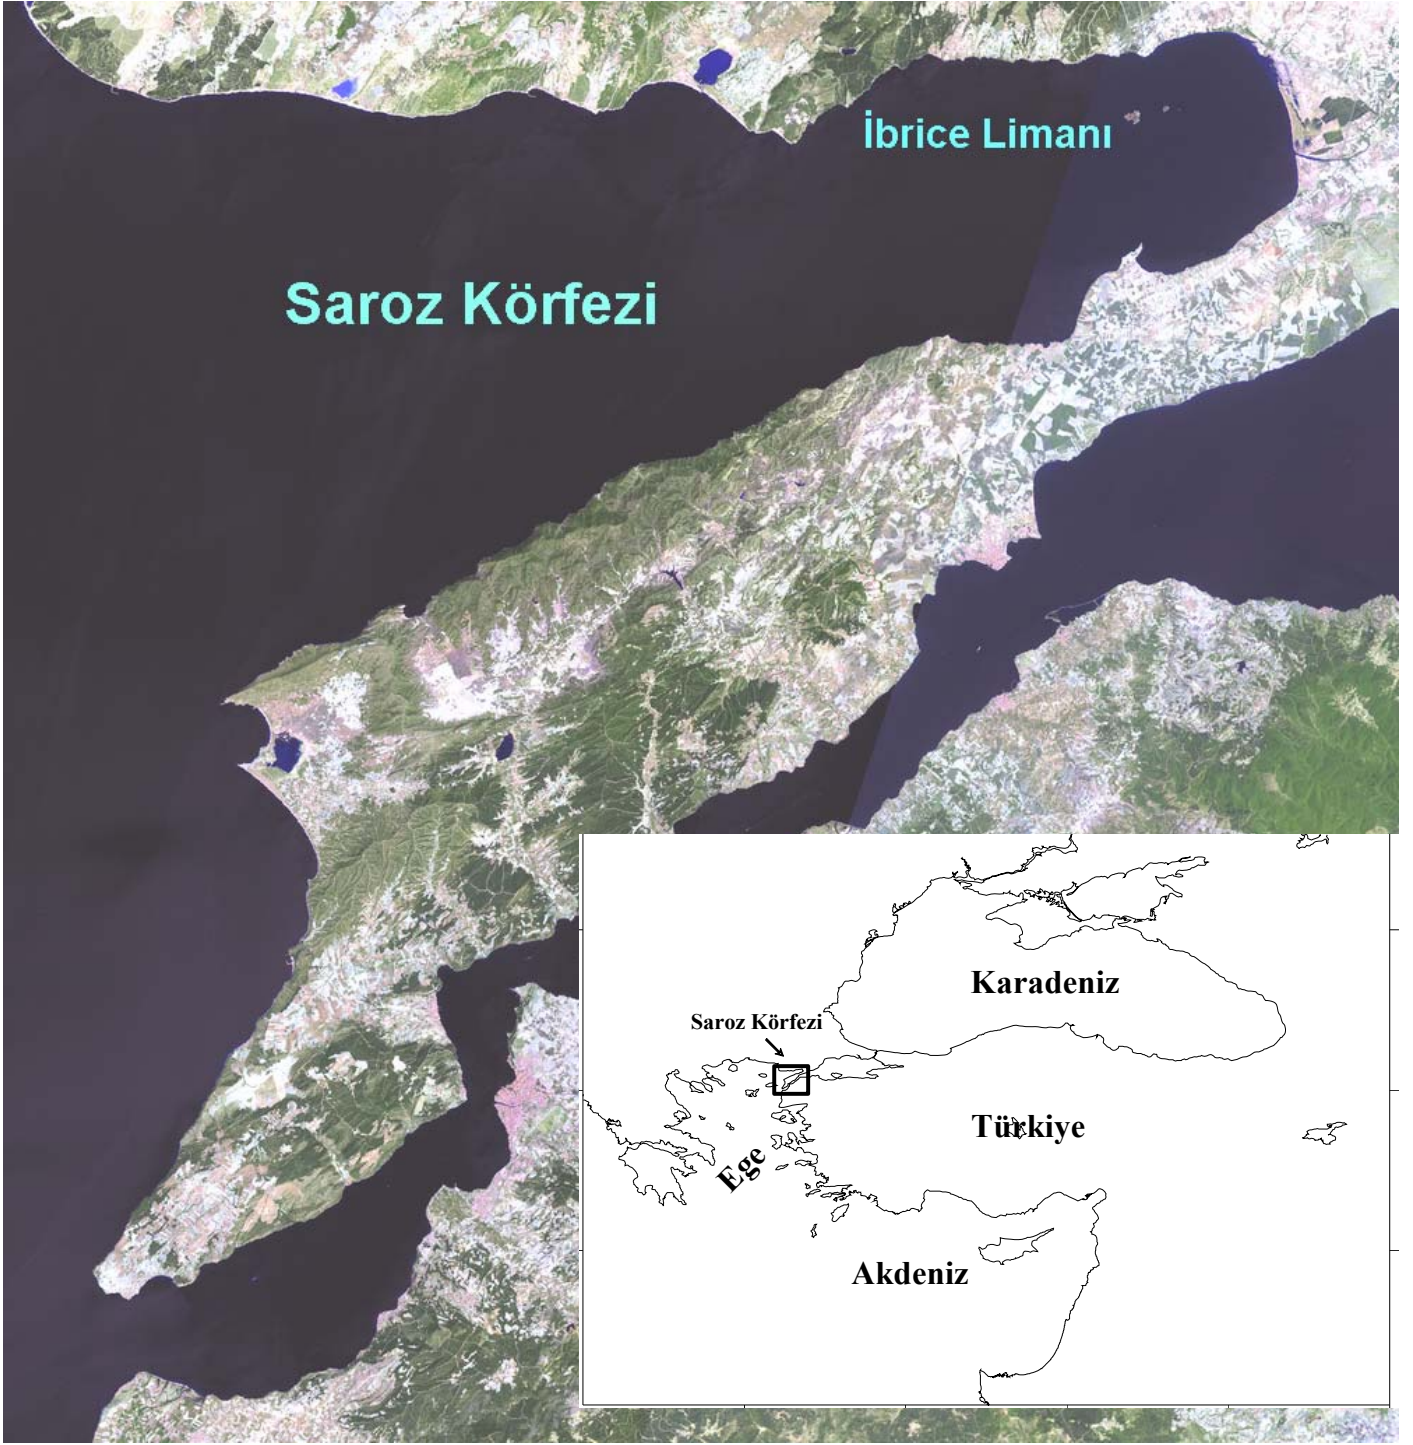 İbrice Limanı
Saroz Körfezi
Karadeniz
Saroz Körfezi
Türkiye
Ege
Akdeniz